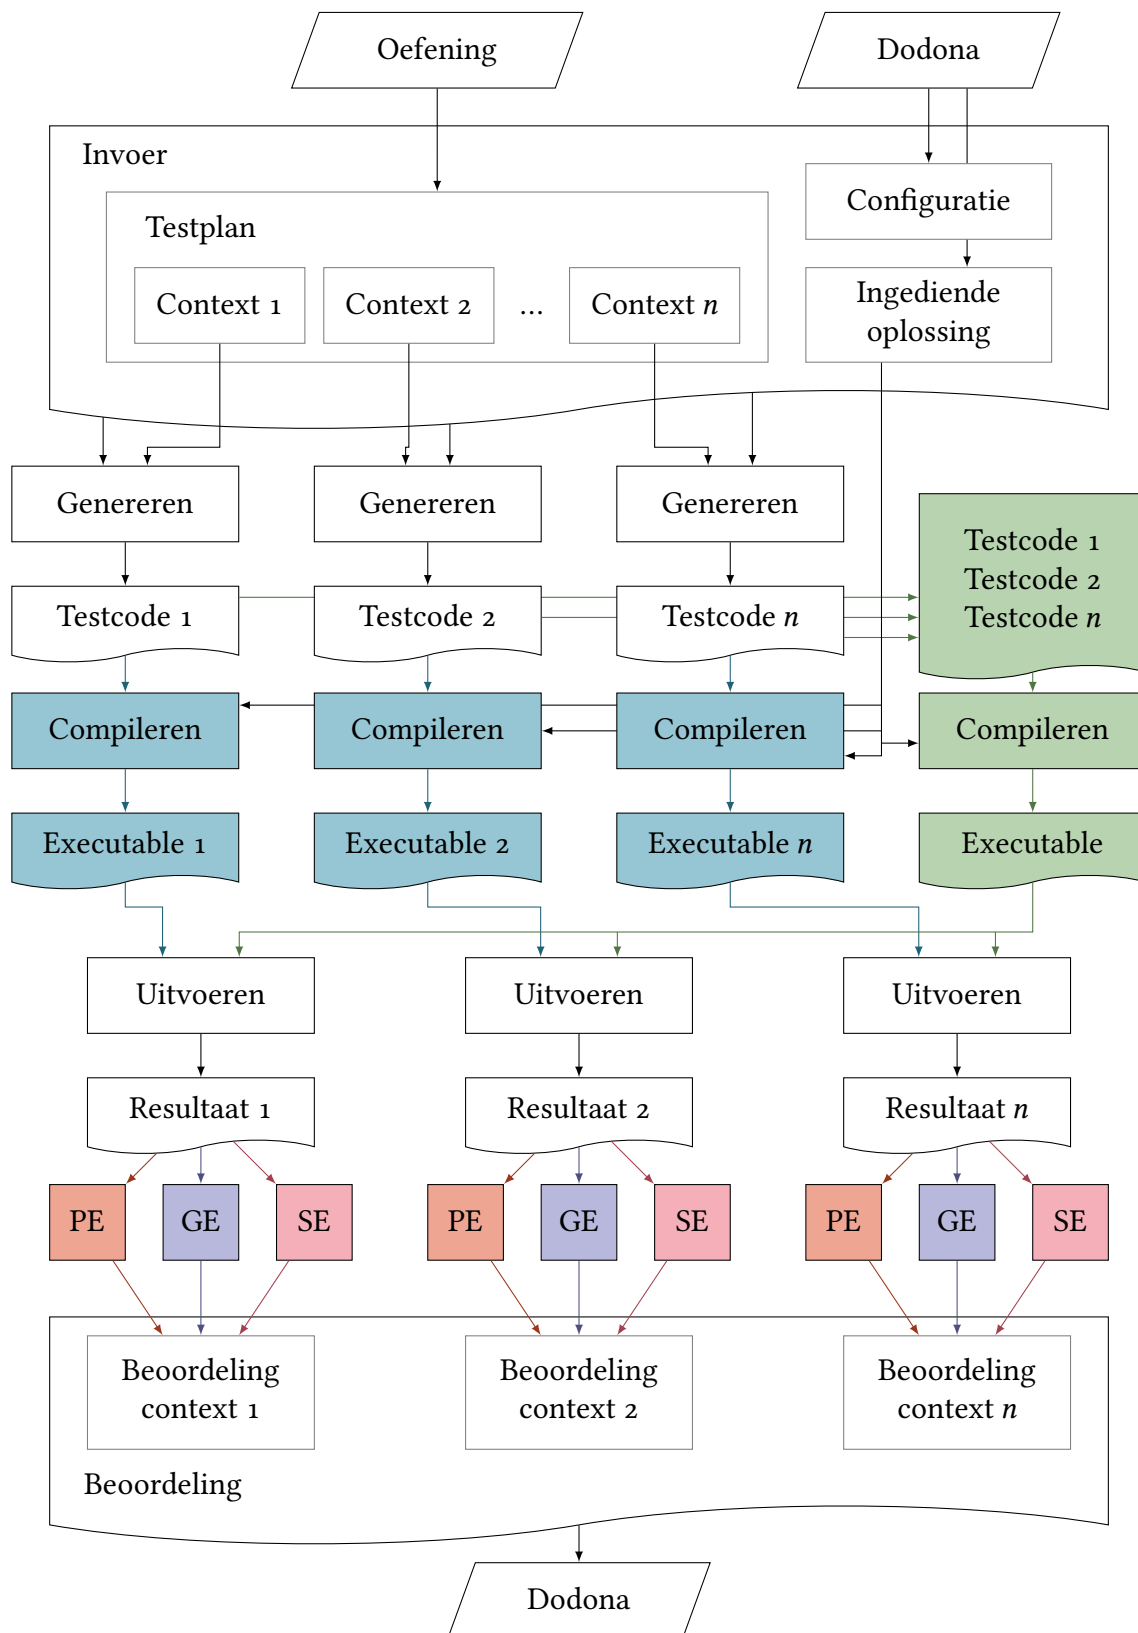 Oefening
Dodona
Invoer
Configuratie
Testplan
Context 1
Context 2
...
Context n
Ingediende
oplossing
Genereren
Genereren
Genereren
Testcode 1
Testcode 2
Testcode n
Testcode 1
Testcode 2
Testcode n
Compileren
Compileren
Compileren
Compileren
Executable 1
Executable 2
Executable n
Executable
Uitvoeren
Uitvoeren
Uitvoeren
Resultaat 1
Resultaat 2
Resultaat n
PE
GE
SE
PE
GE
SE
PE
GE
SE
Beoordeling
context 1
Beoordeling
context 2
Beoordeling
context n
Beoordeling
Dodona